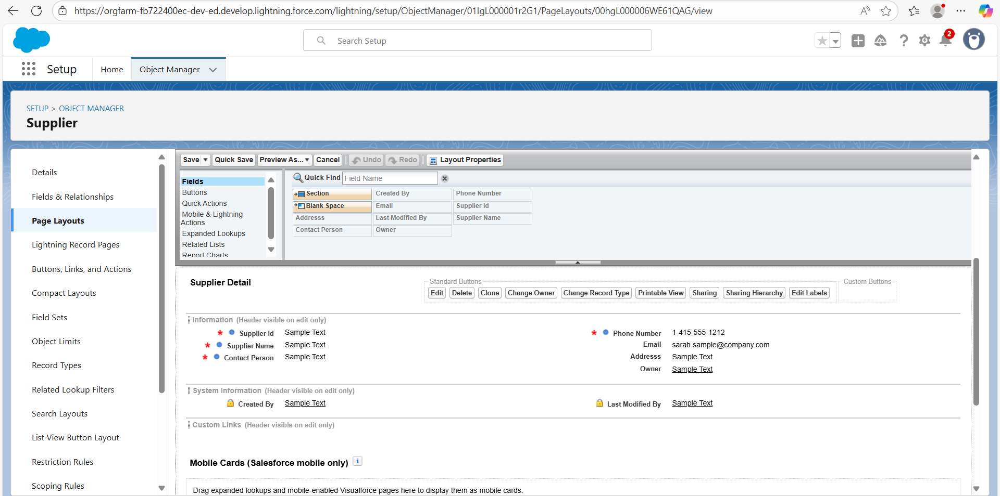 https://orgfarm-fb722400ec-dev-ed.develop.lightning.force.com/lightning/setup/ObjectManager/01IgL000001r2G1/PageLayouts/00hgL000006WE61QAG/view
Search Setup
2
Setup
Home
Object Manager
SETUP > OBJECT MANAGER
Supplier
Details
Fields & Relationships
Page Layouts
Lightning Record Pages
Buttons, Links, and Actions
Compact Layouts
Field Sets
Object Limits
Record Types
Related Lookup Filters
Search Layouts
List View Button Layout
Restriction Rules
Scoping Rules
Save Quick Save Preview As... Cancel Undo Redo Layout Properties
Fields
Buttons
Quick Actions
Mobile & Lightning
Actions
Expanded Lookups
Related Lists
Report Charts
Quick Find Field Name
Section Created By Phone Number
Blank Space Email Supplier id
Addresss Last Modified By Supplier Name
Contact Person Owner
Supplier Detail
Standard Buttons
Custom Buttons
Edit Delete Clone Change Owner Change Record Type Printable View Sharing Sharing Hierarchy Edit Labels
Information (Header visible on edit only)
* Supplier id Sample Text * Phone Number 1-415-555-1212
* Supplier Name Sample Text Email sarah.sample@company.com
* Contact Person Sample Text Addresss Sample Text
Owner Sample Text
System Information (Header visible on edit only)
Created By Sample Text Last Modified By Sample Text
Custom Links (Header visible on edit only)
Mobile Cards (Salesforce mobile only) i
Drag expanded lookups and mobile-enabled Visualforce pages here to display them as mobile cards.